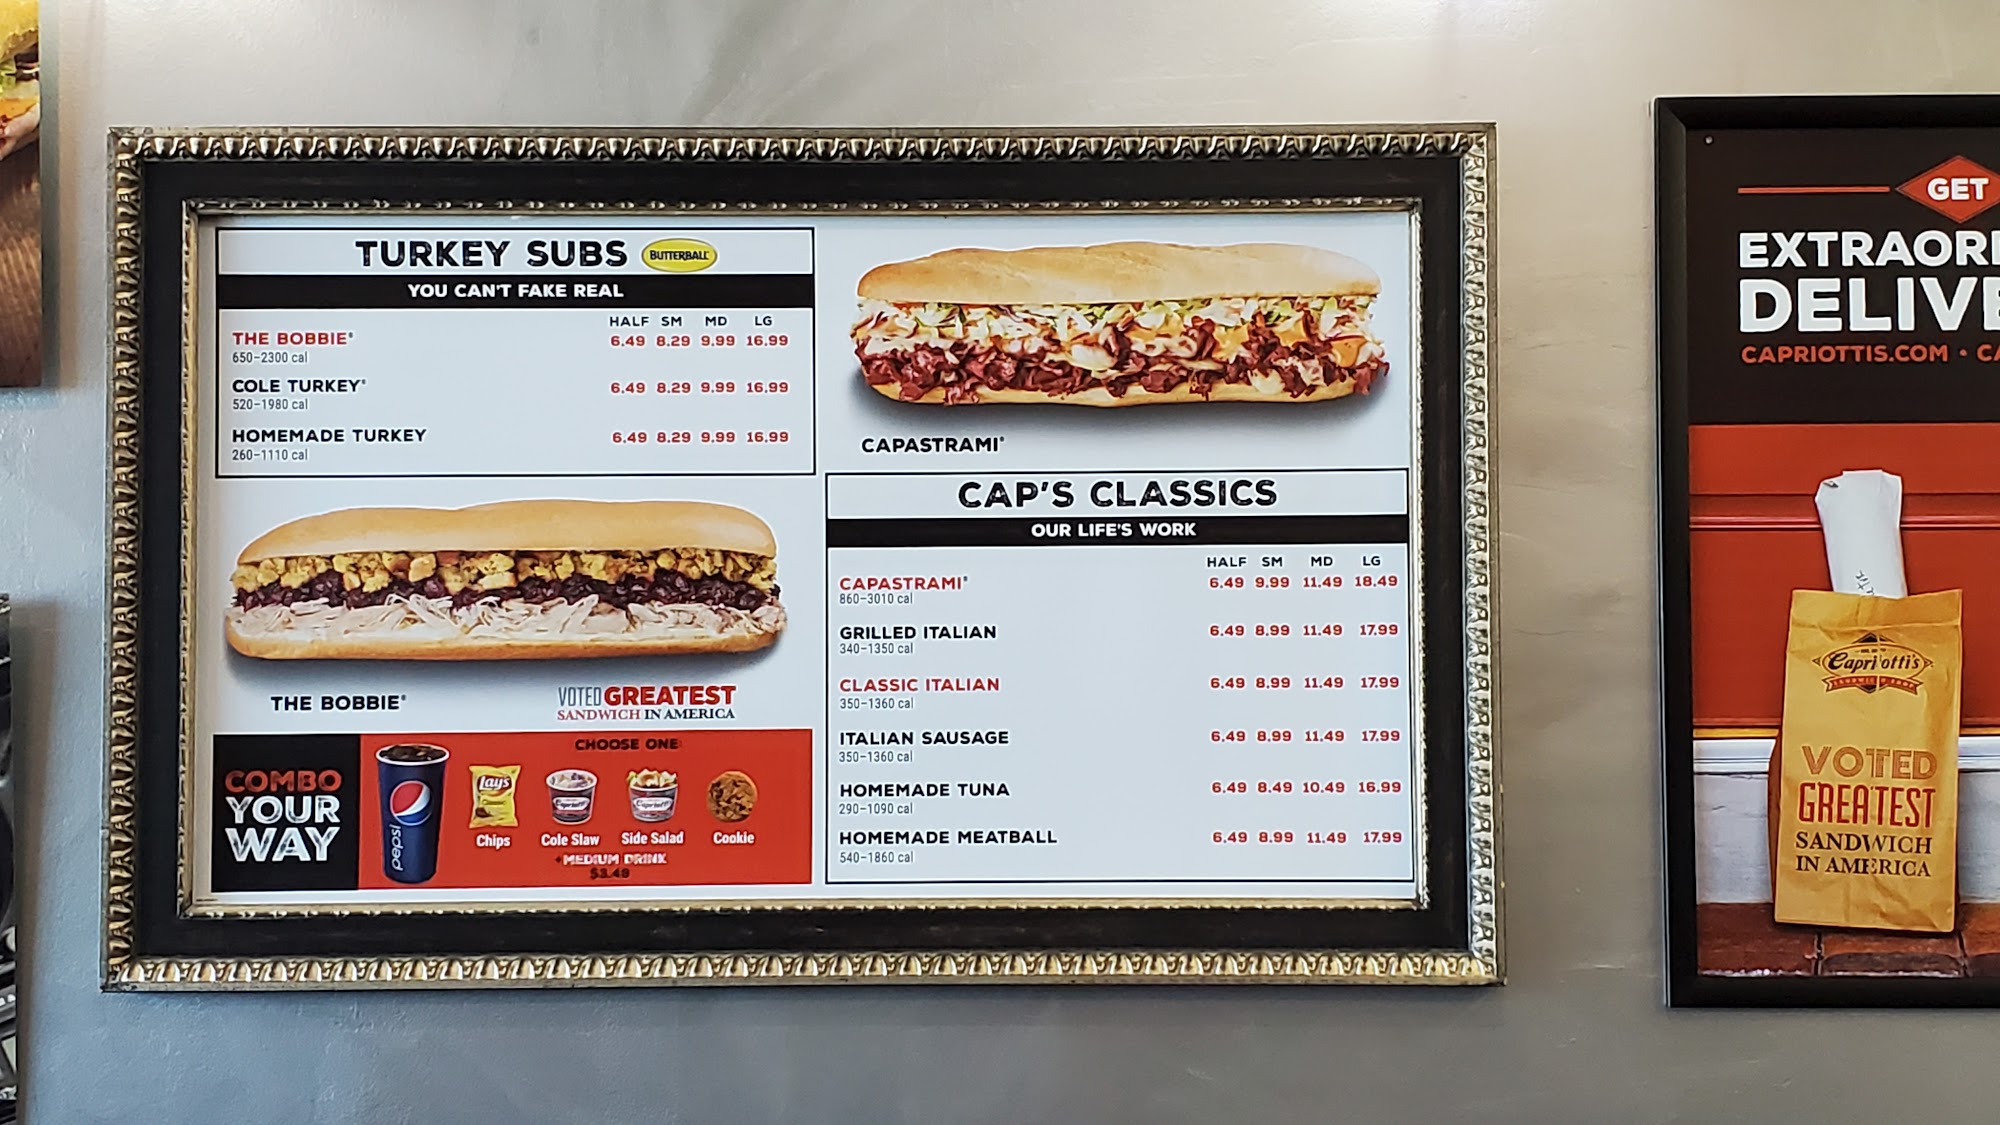 TURKEY SUBS BUTTERBALL
YOU CAN'T FAKE REAL
HALF SM MD LG
THE BOBBIE® 6.49 8.29 9.99 16.99
650-2300 cal
COLE TURKEY® 6.49 8.29 9.99 16.99
520-1980 cal
HOMEMADE TURKEY 6.49 8.29 9.99 16.99
260-1110 cal
THE BOBBIE®
VOTED GREATEST
SANDWICH IN AMERICA
COMBO
YOUR
WAY
pepsi
CHOOSE ONE:
Lay's
Classic
Capriotti's
Capriotti's
Chips Cole Slaw Side Salad Cookie
+MEDIUM DRINK
$3.49
CAPASTRAMI®
CAP'S CLASSICS
OUR LIFE'S WORK
HALF SM MD LG
CAPASTRAMI® 6.49 9.99 11.49 18.49
860-3010 cal
GRILLED ITALIAN 6.49 8.99 11.49 17.99
340-1350 cal
CLASSIC ITALIAN 6.49 8.99 11.49 17.99
350-1360 cal
ITALIAN SAUSAGE 6.49 8.99 11.49 17.99
350-1360 cal
HOMEMADE TUNA 6.49 8.49 10.49 16.99
290-1090 cal
HOMEMADE MEATBALL 6.49 8.99 11.49 17.99
540-1860 cal
GET
EXTRAORI
DELIVE
CAPRIOTTIS.COM • CA
Capriotti's
SANDWICH SHOP
VOTED
GREATEST
SANDWICH
IN AMERICA